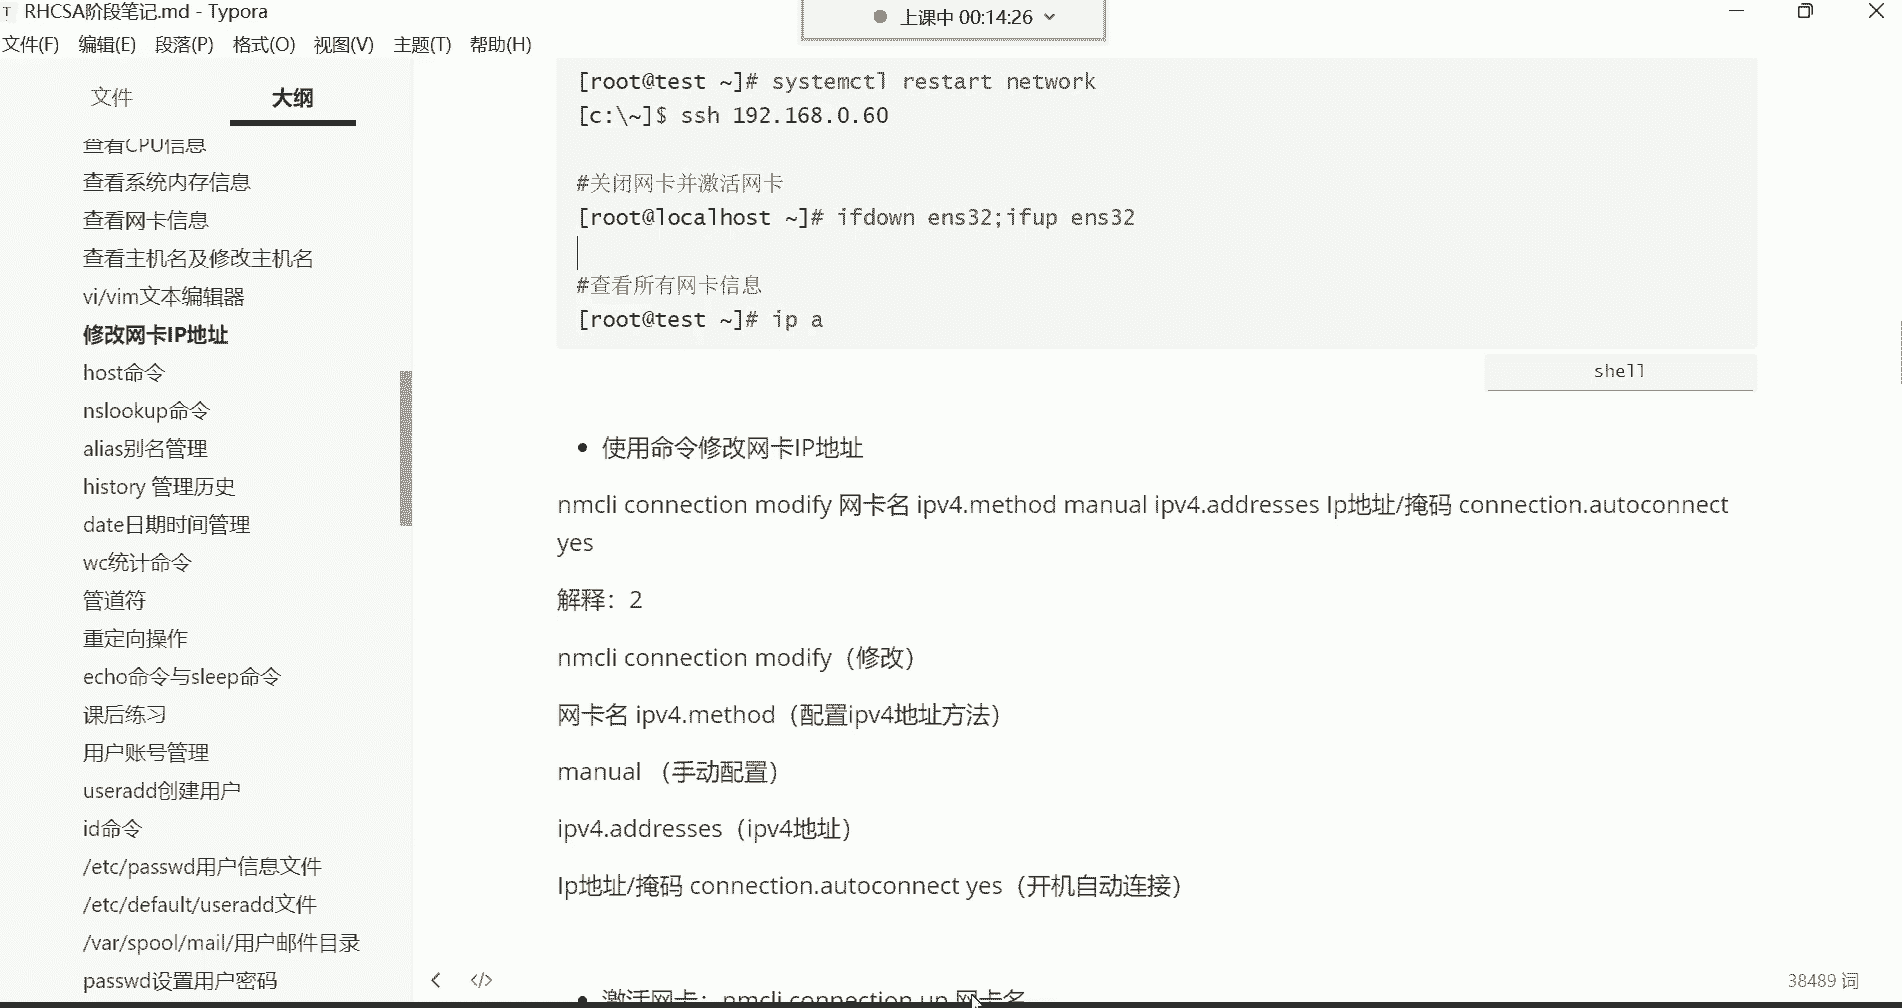 T RHCSA阶段笔记.md - Typora
上课中 00:14:26
文件(F) 编辑(E) 段落(P) 格式(O) 视图(V) 主题(T) 帮助(H)
文件 大纲
查看CPU信息
查看系统内存信息
查看网卡信息
查看主机名及修改主机名
vi/vim文本编辑器
修改网卡IP地址
host命令
nslookup命令
alias别名管理
history 管理历史
date日期时间管理
wc统计命令
管道符
重定向操作
echo命令与sleep命令
课后练习
用户账号管理
useradd创建用户
id命令
/etc/passwd用户信息文件
/etc/default/useradd文件
/var/spool/mail/用户邮件目录
passwd设置用户密码
[root@test ~]# systemctl restart network
[c:\~]$ ssh 192.168.0.60
#关闭网卡并激活网卡
[root@localhost ~]# ifdown ens32;ifup ens32
#查看所有网卡信息
[root@test ~]# ip a
shell
• 使用命令修改网卡IP地址
nmcli connection modify 网卡名 ipv4.method manual ipv4.addresses Ip地址/掩码 connection.autoconnect
yes
解释：2
nmcli connection modify（修改）
网卡名 ipv4.method（配置ipv4地址方法）
manual （手动配置）
ipv4.addresses（ipv4地址）
Ip地址/掩码 connection.autoconnect yes（开机自动连接）
• 激活网卡：nmcli connection up 网卡名
</> 38489 词